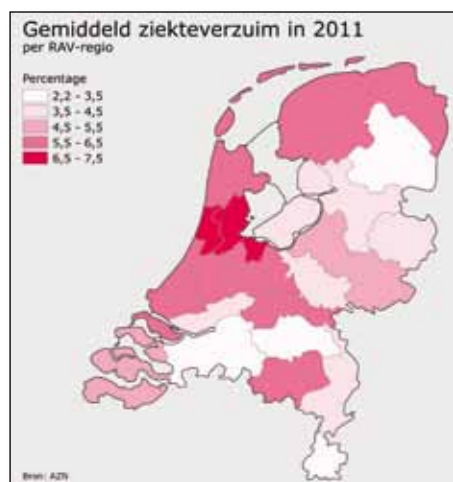 Gemiddeld ziekteverzuim in 2011
per RAV-regio
Percentage
2,2 - 3,5
3,5 - 4,5
4,5 - 5,5
5,5 - 6,5
6,5 - 7,5
Bron: AZN